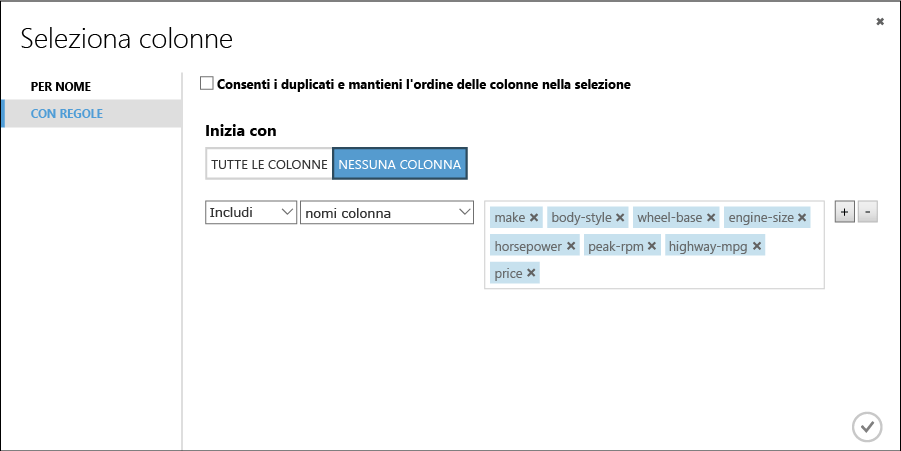 Seleziona colonne
PER NOME
CON REGOLE
Consenti i duplicati e mantieni l'ordine delle colonne nella selezione
Inizia con
TUTTE LE COLONNE NESSUNA COLONNA
Includi nomi colonna
make body-style wheel-base engine-size
horsepower peak-rpm highway-mpg
price
+ -